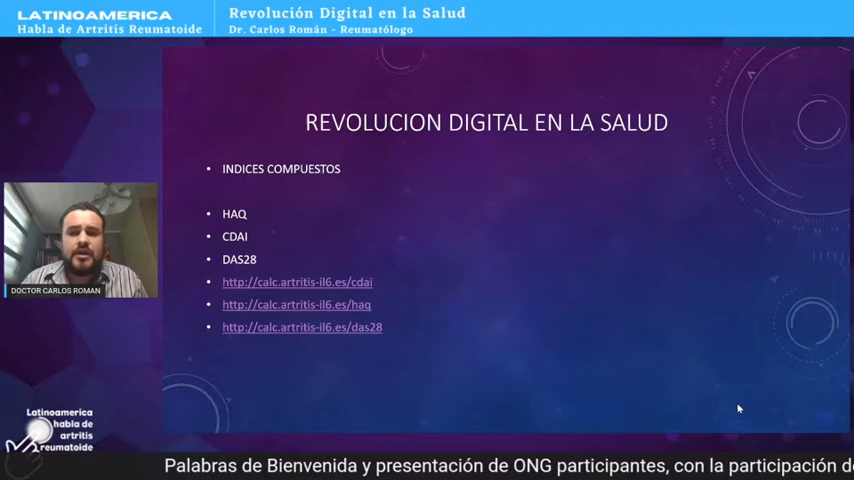 LATINOAMERICA
Habla de Artritis Reumatoide
Revolución Digital en la Salud
Dr. Carlos Román - Reumatólogo
REVOLUCION DIGITAL EN LA SALUD
• INDICES COMPUESTOS
• HAQ
• CDAI
• DAS28
• http://calc.artritis-il6.es/cdai
• http://calc.artritis-il6.es/haq
• http://calc.artritis-il6.es/das28
DOCTOR CARLOS ROMAN
Latinoamerica
habla de
artritis
reumatoide
Palabras de Bienvenida y presentación de ONG participantes, con la participación de